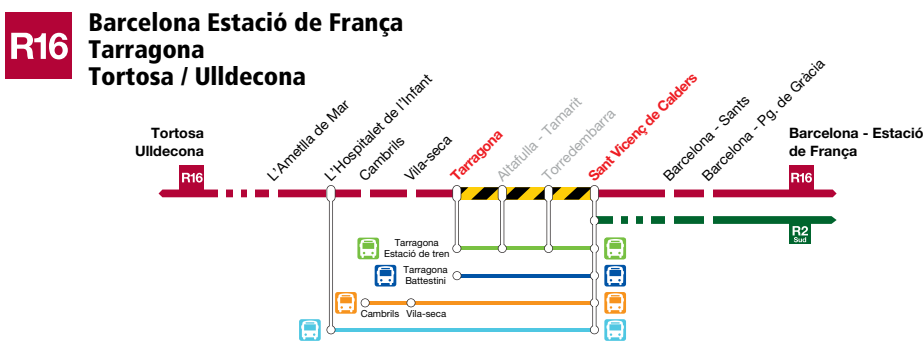 R16
Barcelona Estació de França
Tarragona
Tortosa / Ulldecona
Tortosa
Ulldecona
R16
L'Ametlla de Mar
L'Hospitalet de l'Infant
Cambrils
Vila-seca
Tarragona
Altafulla - Tamarit
Torredembarra
Sant Vicenç de Calders
Barcelona - Sants
Barcelona - Pg. de Gràcia
Barcelona - Estació
de França
R16
R2
Sud
Tarragona
Estació de tren
Tarragona
Battestini
Cambrils
Vila-seca